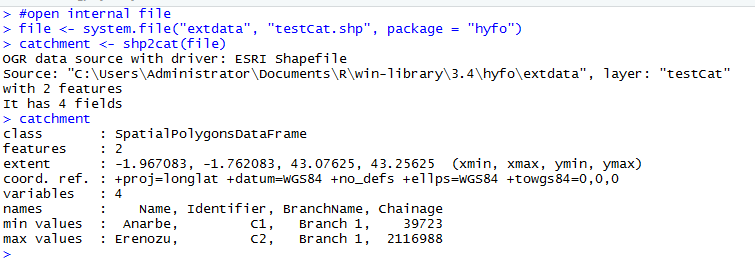 > #open internal file
> file <- system.file("extdata", "testCat.shp", package = "hyfo")
> catchment <- shp2cat(file)
OGR data source with driver: ESRI Shapefile
Source: "C:\Users\Administrator\Documents\R\win-library\3.4\hyfo\extdata", layer: "testCat"
with 2 features
It has 4 fields
> catchment
class       : SpatialPolygonsDataFrame
features    : 2
extent      : -1.967083, -1.762083, 43.07625, 43.25625  (xmin, xmax, ymin, ymax)
coord. ref. : +proj=longlat +datum=WGS84 +no_defs +ellps=WGS84 +towgs84=0,0,0
variables   : 4
names       :    Name, Identifier, BranchName, Chainage
min values  :  Anarbe,         C1,   Branch 1,    39723
max values  : Erenozu,         C2,   Branch 1,  2116988
>